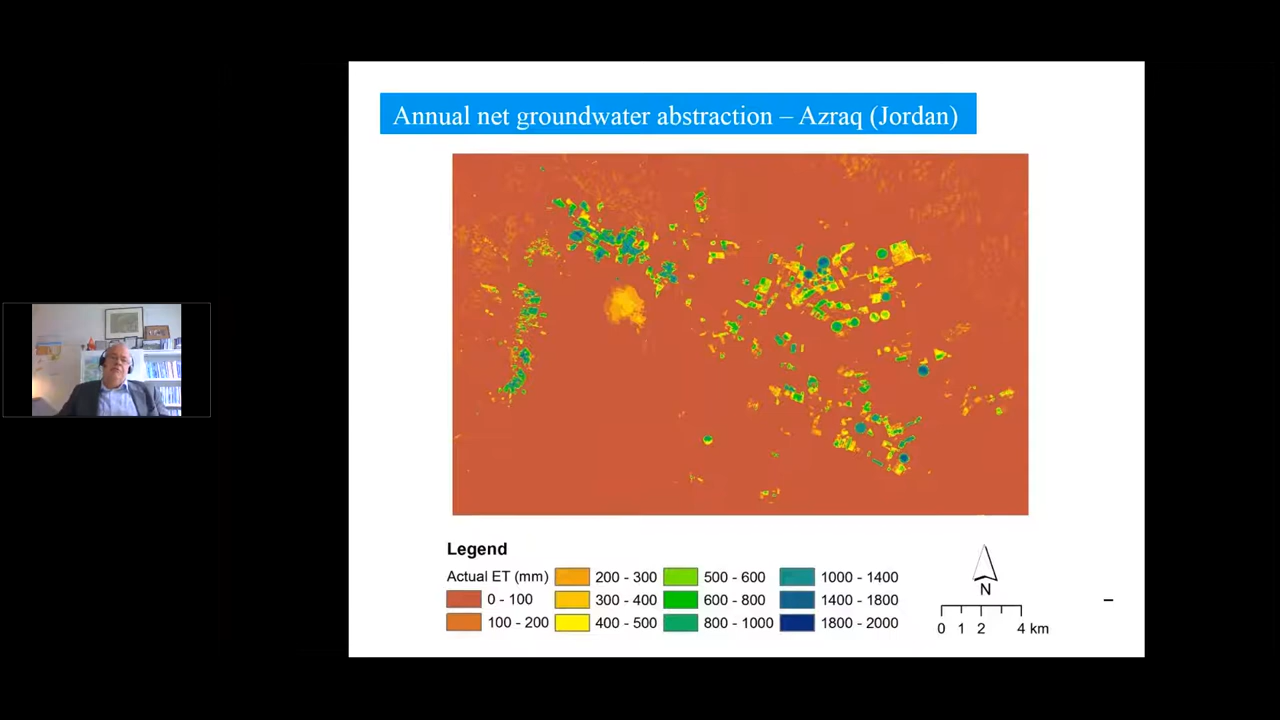 Annual net groundwater abstraction – Azraq (Jordan)
Legend
Actual ET (mm)
0 - 100
100 - 200
200 - 300
300 - 400
400 - 500
500 - 600
600 - 800
800 - 1000
1000 - 1400
1400 - 1800
1800 - 2000
N
0 1 2 4 km